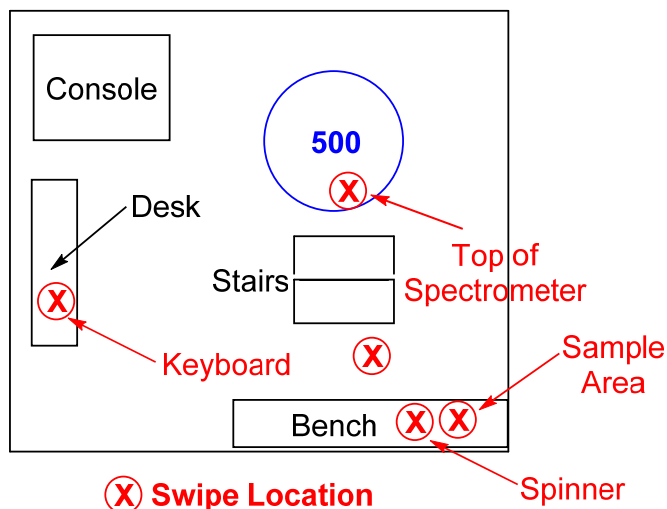 Console
500
X
Desk
Top of
Spectrometer
Stairs
X
Keyboard
X
Sample
Area
Bench
X
X
Spinner
X Swipe Location